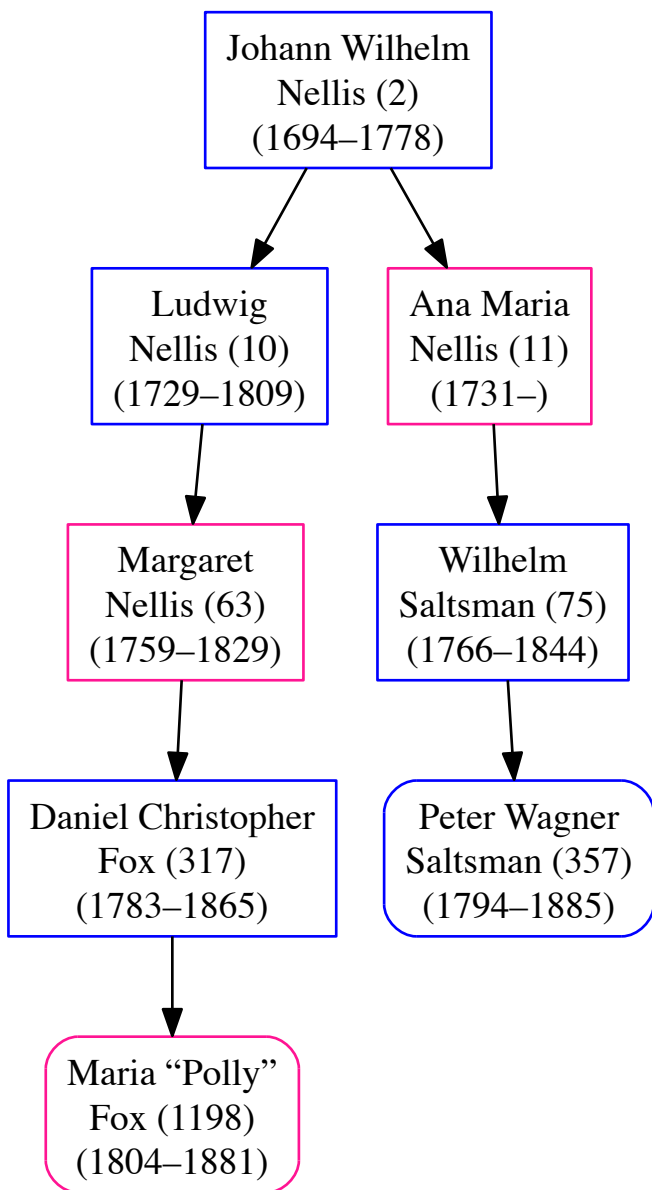 Johann Wilhelm
Nellis (2)
(1694–1778)
Ludwig
Nellis (10)
(1729–1809)
Ana Maria
Nellis (11)
(1731–)
Margaret
Nellis (63)
(1759–1829)
Wilhelm
Saltsman (75)
(1766–1844)
Daniel Christopher
Fox (317)
(1783–1865)
Peter Wagner
Saltsman (357)
(1794–1885)
Maria “Polly”
Fox (1198)
(1804–1881)